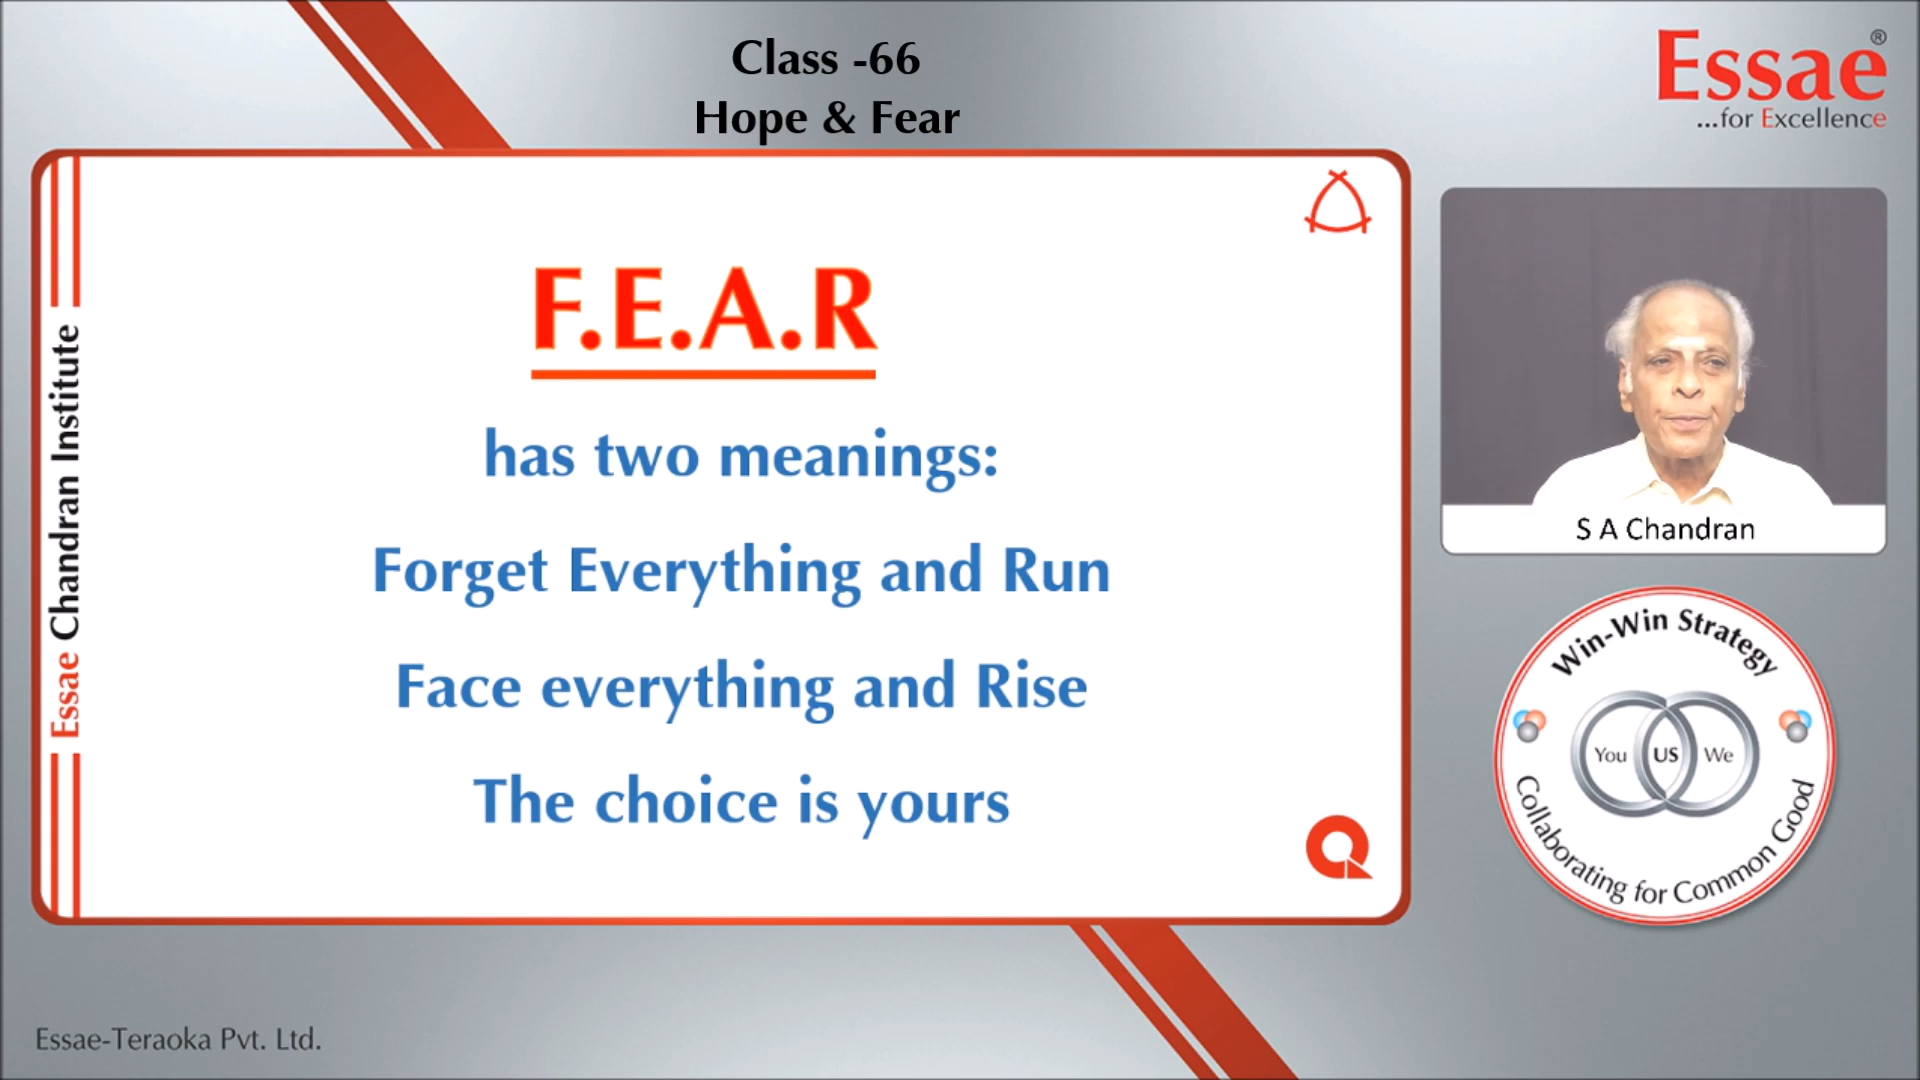 Class -66
Hope & Fear
Essae®
...for Excellence
Essae Chandran Institute
F.E.A.R
has two meanings:
Forget Everything and Run
Face everything and Rise
The choice is yours
S A Chandran
Win-Win Strategy
You US We
Collaborating for Common Good
Essae-Teraoka Pvt. Ltd.